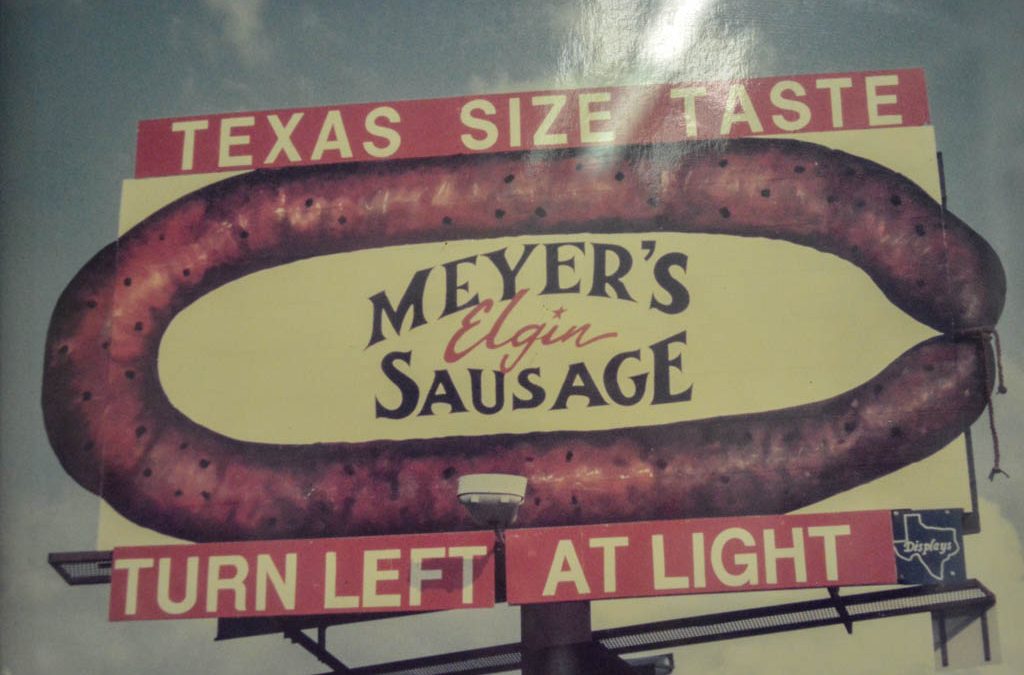 TEXAS SIZE TASTE
MEYER'S
Elgin
SAUSAGE
TURN LEFT AT LIGHT
Displays